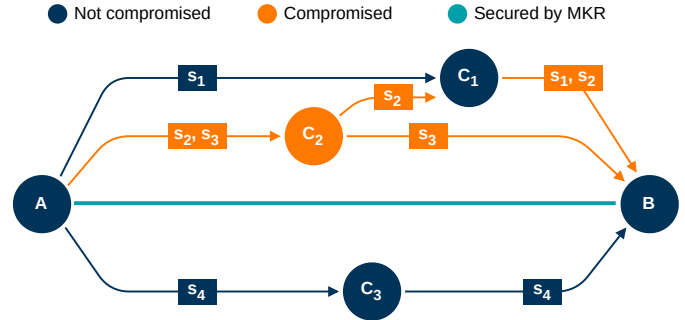 Not compromised Compromised Secured by MKR
s₁ C₁ s₁, s₂
s₂
s₂, s₃ C₂ s₃
A B
s₄ C₃ s₄